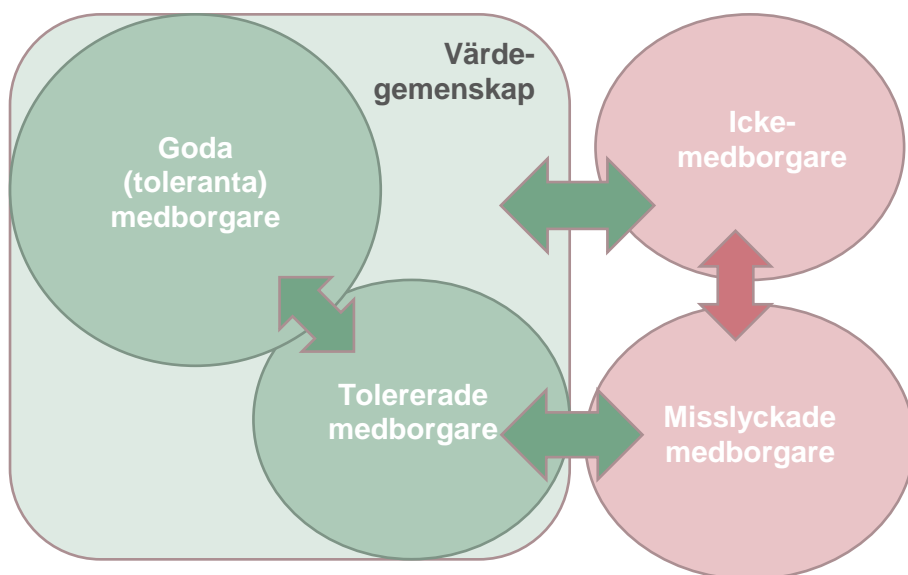 Värde-
gemenskap
Goda
(toleranta)
medborgare
Icke-
medborgare
Tolererade
medborgare
Misslyckade
medborgare